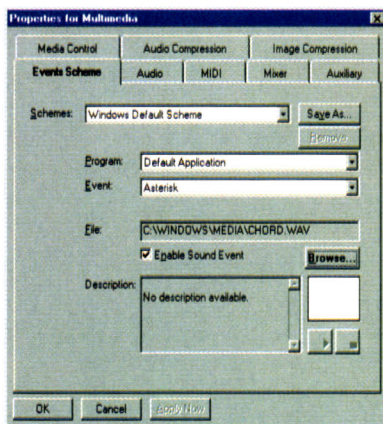 Properties for Multimedia
Media Control Audio Compression Image Compression
Events Scheme Audio MIDI Mixer Auxiliary
Schemes: Windows Default Scheme Save As...
Remove
Program: Default Application
Event: Asterisk
File: C:\WINDOWS\MEDIA\CHORD.WAV
Enable Sound Event Browse...
Description: No description available.
OK Cancel Apply Now